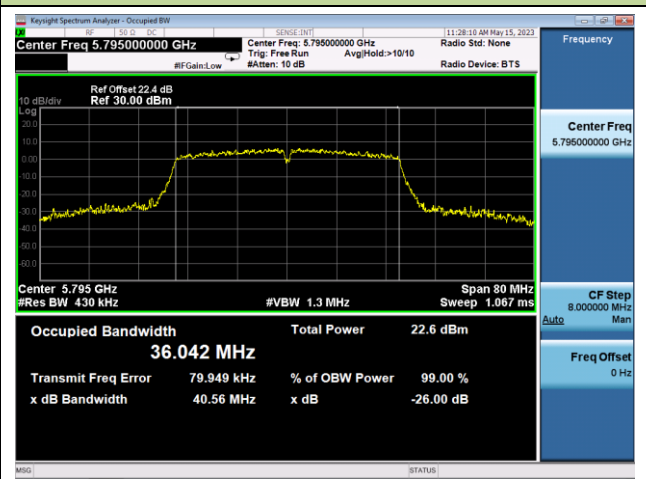 Keysight Spectrum Analyzer - Occupied BW
RF 50 Ω DC SENSE:INT 11:28:10 AM May 15, 2023
Center Freq 5.795000000 GHz Center Freq: 5.795000000 GHz Radio Std: None
Trig: Free Run Avg|Hold:>10/10
#IFGain:Low #Atten: 10 dB Radio Device: BTS
Ref Offset 22.4 dB
10 dB/div Ref 30.00 dBm
Log
20.0
10.0
0.00
-10.0
-20.0
-30.0
-40.0
-50.0
-60.0
Center 5.795 GHz Span 80 MHz
#Res BW 430 kHz #VBW 1.3 MHz Sweep 1.067 ms
Occupied Bandwidth Total Power 22.6 dBm
36.042 MHz
Transmit Freq Error 79.949 kHz % of OBW Power 99.00 %
x dB Bandwidth 40.56 MHz x dB -26.00 dB
MSG STATUS
Frequency
Center Freq
5.795000000 GHz
CF Step
8.000000 MHz
Auto Man
Freq Offset
0 Hz